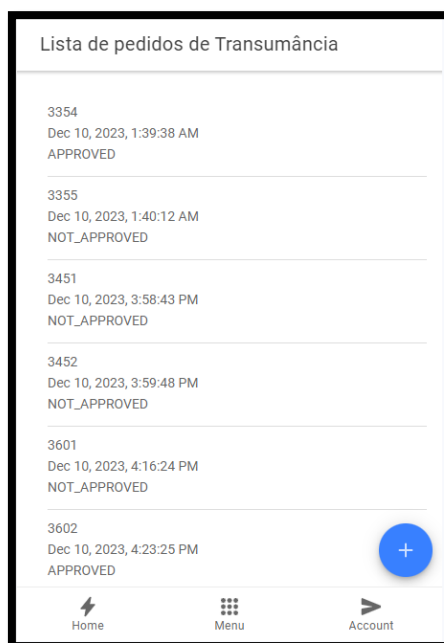 Lista de pedidos de Transumância
3354
Dec 10, 2023, 1:39:38 AM
APPROVED
3355
Dec 10, 2023, 1:40:12 AM
NOT_APPROVED
3451
Dec 10, 2023, 3:58:43 PM
NOT_APPROVED
3452
Dec 10, 2023, 3:59:48 PM
NOT_APPROVED
3601
Dec 10, 2023, 4:16:24 PM
NOT_APPROVED
3602
Dec 10, 2023, 4:23:25 PM
APPROVED
+
Home Menu Account